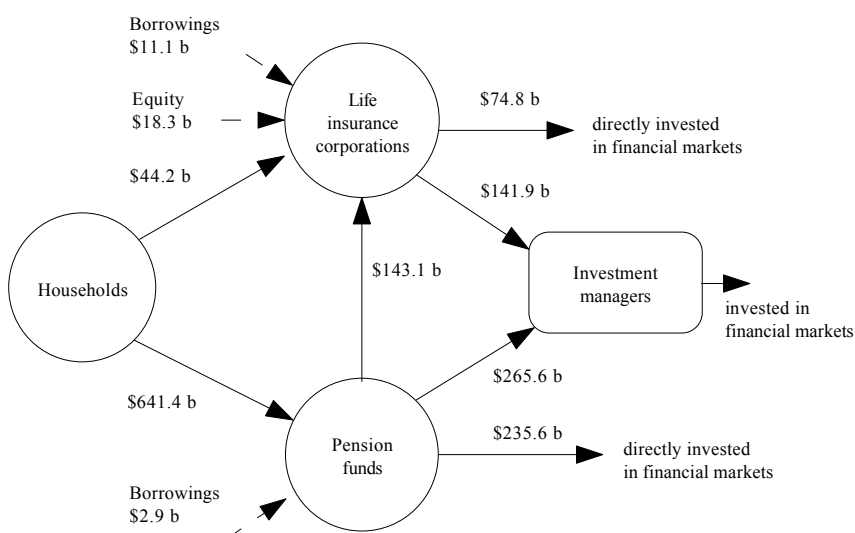 Borrowings
$11.1 b
Equity
$18.3 b
$44.2 b
Life
insurance
corporations
$74.8 b
directly invested
in financial markets
$141.9 b
Households
$143.1 b
Investment
managers
invested in
financial markets
$641.4 b
$265.6 b
Pension
funds
$235.6 b
directly invested
in financial markets
Borrowings
$2.9 b